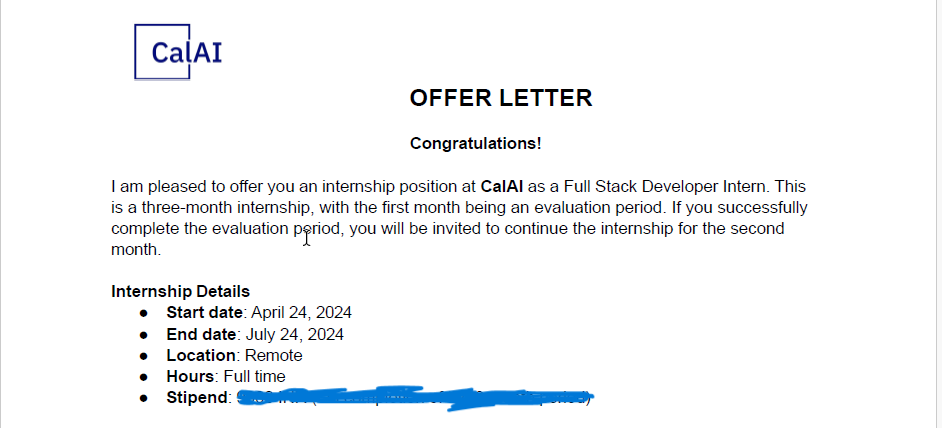 CalAI
OFFER LETTER
Congratulations!
I am pleased to offer you an internship position at CalAI as a Full Stack Developer Intern. This
is a three-month internship, with the first month being an evaluation period. If you successfully
complete the evaluation period, you will be invited to continue the internship for the second
month.
Internship Details
● Start date: April 24, 2024
● End date: July 24, 2024
● Location: Remote
● Hours: Full time
● Stipend: